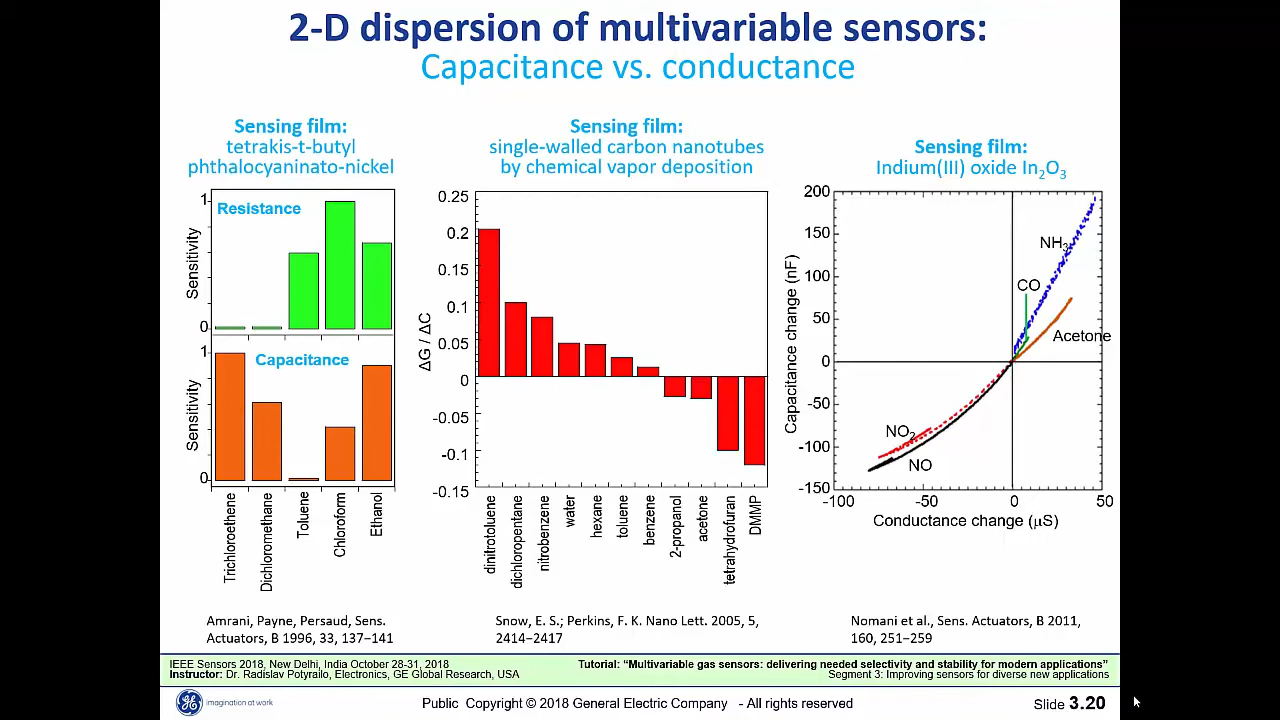 2-D dispersion of multivariable sensors:
Capacitance vs. conductance
Sensing film:
tetrakis-t-butyl
phthalocyaninato-nickel
Resistance
Sensitivity
1
0
Capacitance
Sensitivity
1
0
Trichloroethene
Dichloromethane
Toluene
Chloroform
Ethanol
Amrani, Payne, Persaud, Sens.
Actuators, B 1996, 33, 137−141
Sensing film:
single-walled carbon nanotubes
by chemical vapor deposition
ΔG / ΔC
0.25
0.2
0.15
0.1
0.05
0
-0.05
-0.1
-0.15
dinitrotoluene
dichloropentane
nitrobenzene
water
hexane
toluene
benzene
2-propanol
acetone
tetrahydrofuran
DMMP
Snow, E. S.; Perkins, F. K. Nano Lett. 2005, 5,
2414−2417
Sensing film:
Indium(III) oxide In2O3
Capacitance change (nF)
200
150
100
50
0
-50
-100
-150
NH3
CO
Acetone
NO2
NO
-100
-50
0
50
Conductance change (μS)
Nomani et al., Sens. Actuators, B 2011,
160, 251−259
IEEE Sensors 2018, New Delhi, India October 28-31, 2018
Instructor: Dr. Radislav Potyrailo, Electronics, GE Global Research, USA
Tutorial: “Multivariable gas sensors: delivering needed selectivity and stability for modern applications”
Segment 3: Improving sensors for diverse new applications
imagination at work
Public Copyright © 2018 General Electric Company - All rights reserved
Slide 3.20